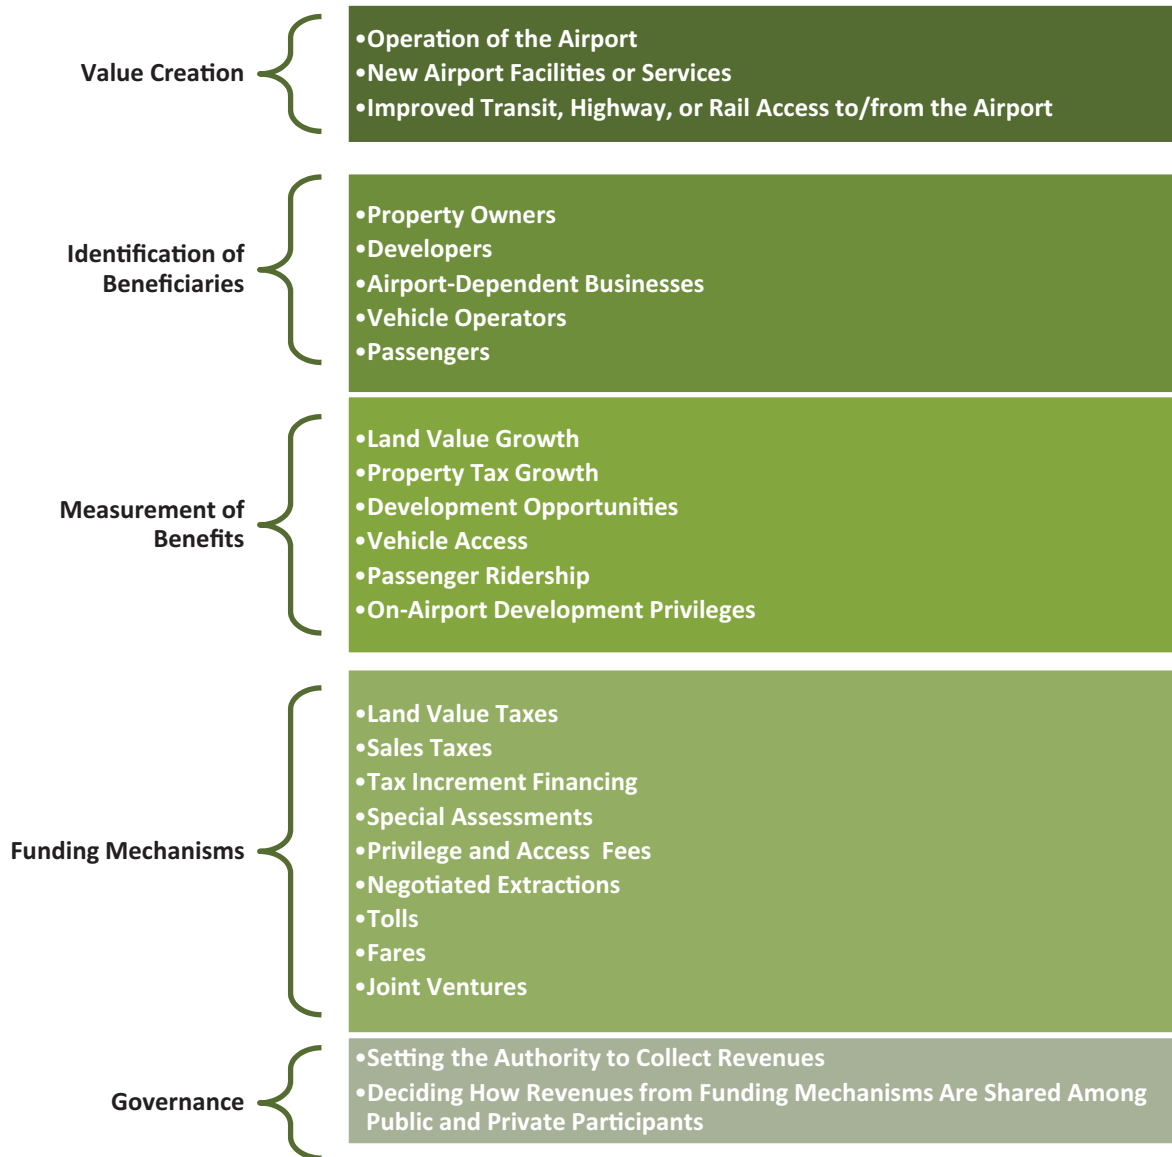 Value Creation
•Operation of the Airport
•New Airport Facilities or Services
•Improved Transit, Highway, or Rail Access to/from the Airport
Identification of
Beneficiaries
•Property Owners
•Developers
•Airport-Dependent Businesses
•Vehicle Operators
•Passengers
Measurement of
Benefits
•Land Value Growth
•Property Tax Growth
•Development Opportunities
•Vehicle Access
•Passenger Ridership
•On-Airport Development Privileges
Funding Mechanisms
•Land Value Taxes
•Sales Taxes
•Tax Increment Financing
•Special Assessments
•Privilege and Access Fees
•Negotiated Extractions
•Tolls
•Fares
•Joint Ventures
Governance
•Setting the Authority to Collect Revenues
•Deciding How Revenues from Funding Mechanisms Are Shared Among
Public and Private Participants